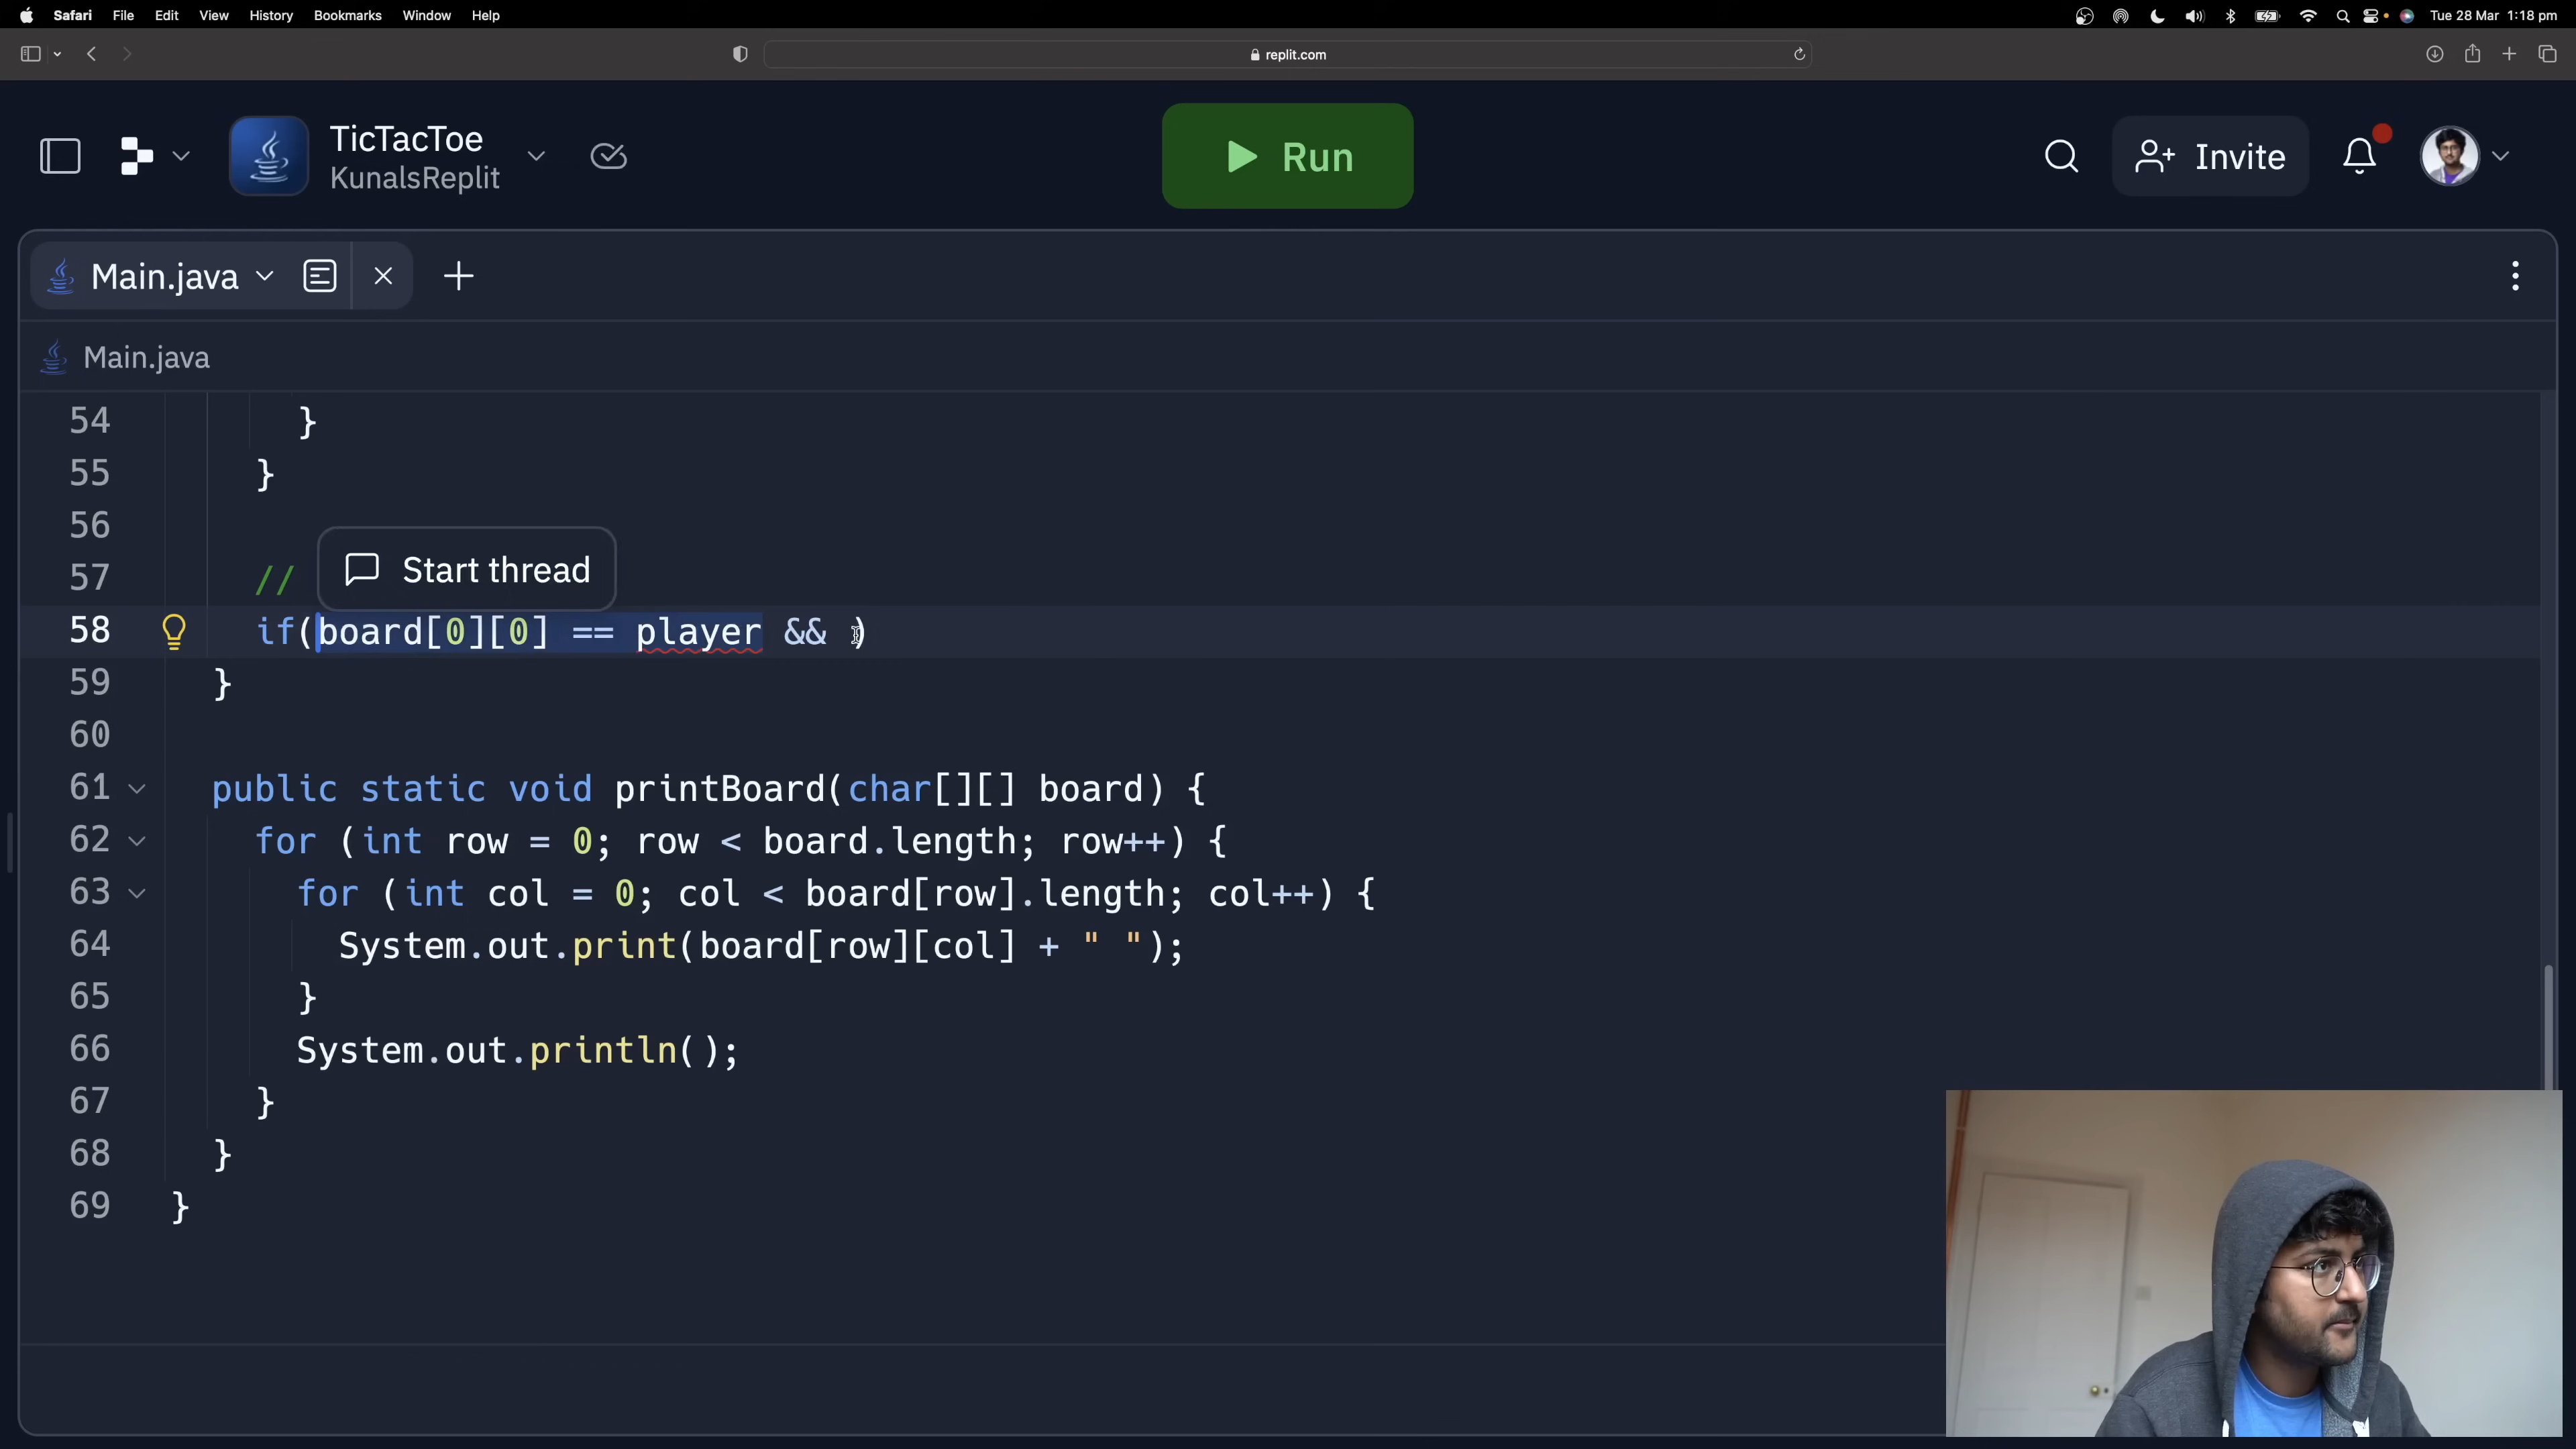 Safari File Edit View History Bookmarks Window Help Tue 28 Mar 1:18 pm
replit.com
TicTacToe
KunalsReplit
Run
Invite
Main.java
Main.java
54 }
55 }
56
57 //
Start thread
58 if(board[0][0] == player && )
59 }
60
61 public static void printBoard(char[][] board) {
62 for (int row = 0; row < board.length; row++) {
63 for (int col = 0; col < board[row].length; col++) {
64 System.out.print(board[row][col] + " ");
65 }
66 System.out.println();
67 }
68 }
69 }